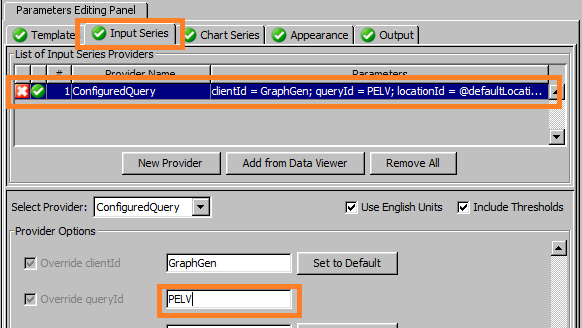 Parameters Editing Panel
Template Input Series Chart Series Appearance Output
List of Input Series Providers
# Provider Name Parameters
1 ConfiguredQuery clientId = GraphGen; queryId = PELV; locationId = @defaultLocati...
New Provider Add from Data Viewer Remove All
Select Provider: ConfiguredQuery Use English Units Include Thresholds
Provider Options
Override clientId GraphGen Set to Default
Override queryId PELV